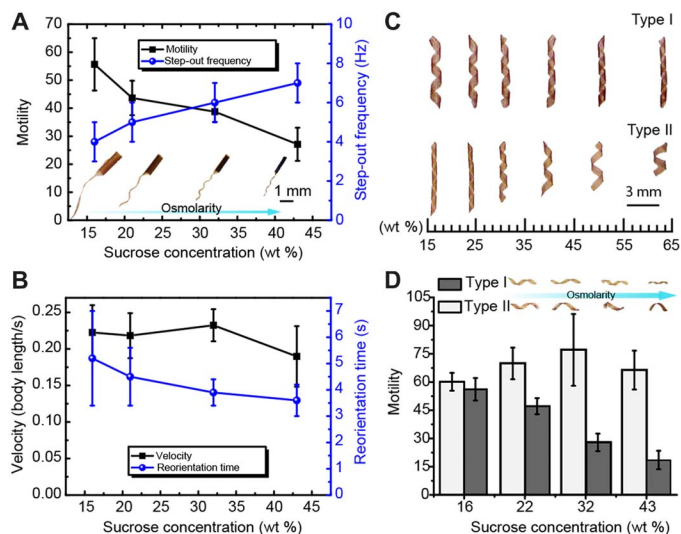 A
Motility
Step-out frequency
Motility
Step-out frequency (Hz)
70
60
50
40
30
20
10
0
10
8
6
4
2
0
1 mm
Osmolarity
15 20 25 30 35 40 45
Sucrose concentration (wt %)
C
Type I
Type II
3 mm
(wt %)
15 25 35 45 55 65
B
Velocity (body length/s)
Reorientation time (s)
0.25
0.20
0.15
0.10
0.05
0.00
7
6
5
4
3
2
1
0
Velocity
Reorientation time
15 20 25 30 35 40 45
Sucrose concentration (wt %)
D
Type I
Type II
Osmolarity
Motility
105
90
75
60
45
30
15
0
16 22 32 43
Sucrose concentration (wt %)